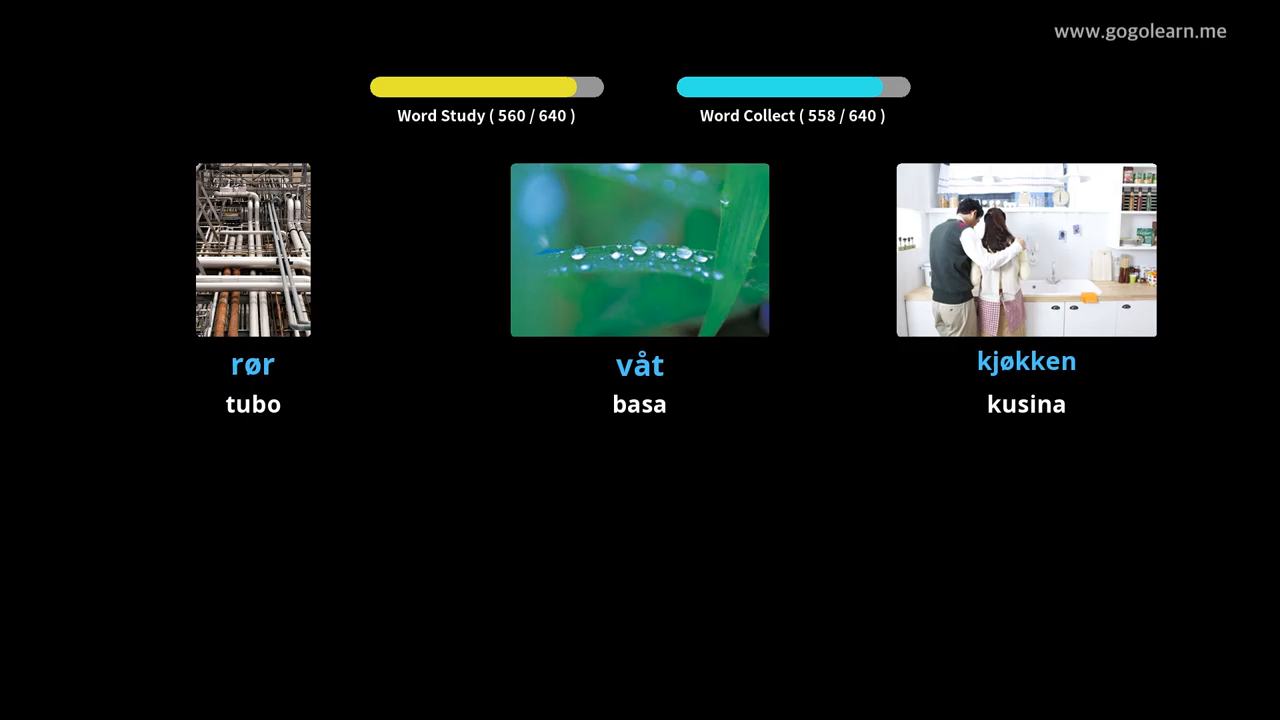 www.gogolearn.me
Word Study ( 560 / 640 )
Word Collect ( 558 / 640 )
rør
våt
kjøkken
tubo
basa
kusina